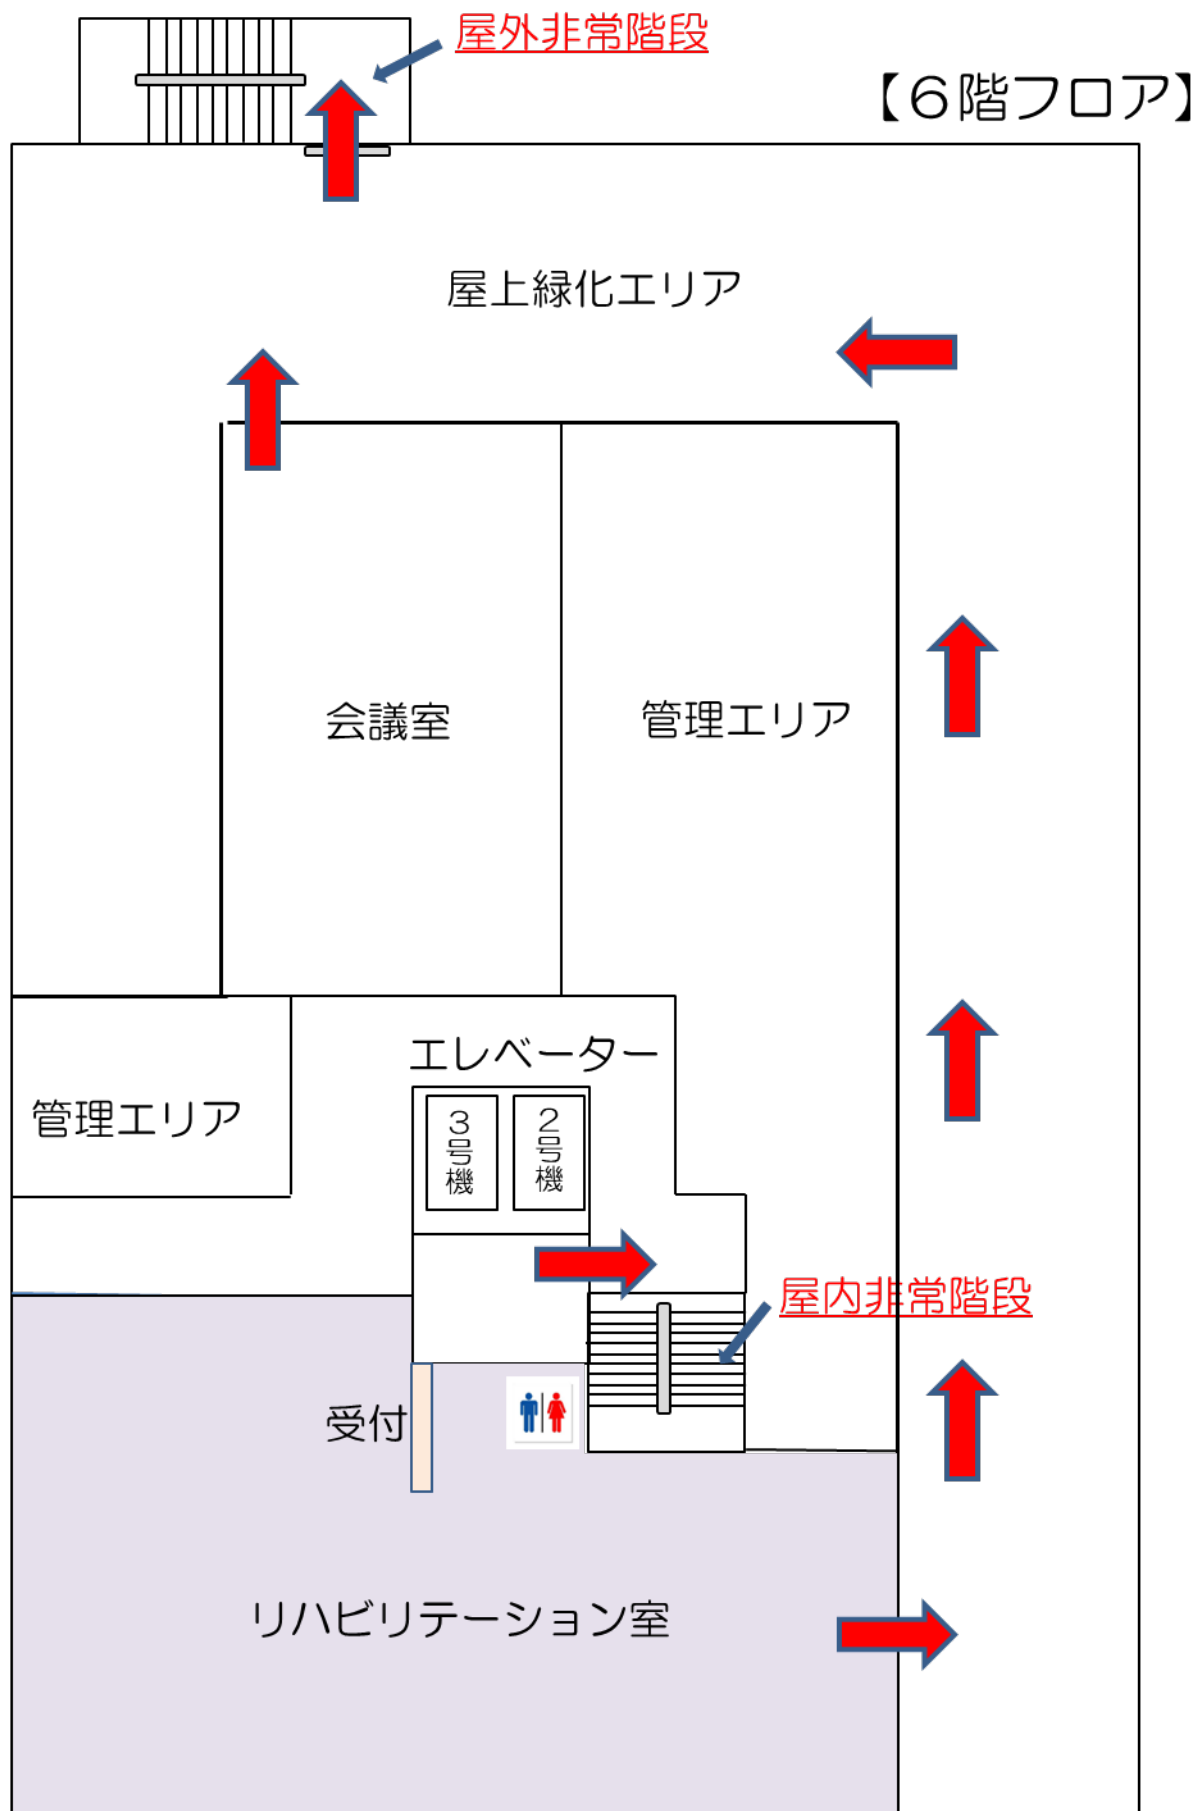 屋外非常階段
【６階フロア】
屋上緑化エリア
会議室
管理エリア
エレベーター
管理エリア
３号機
２号機
屋内非常階段
受付
リハビリテーション室